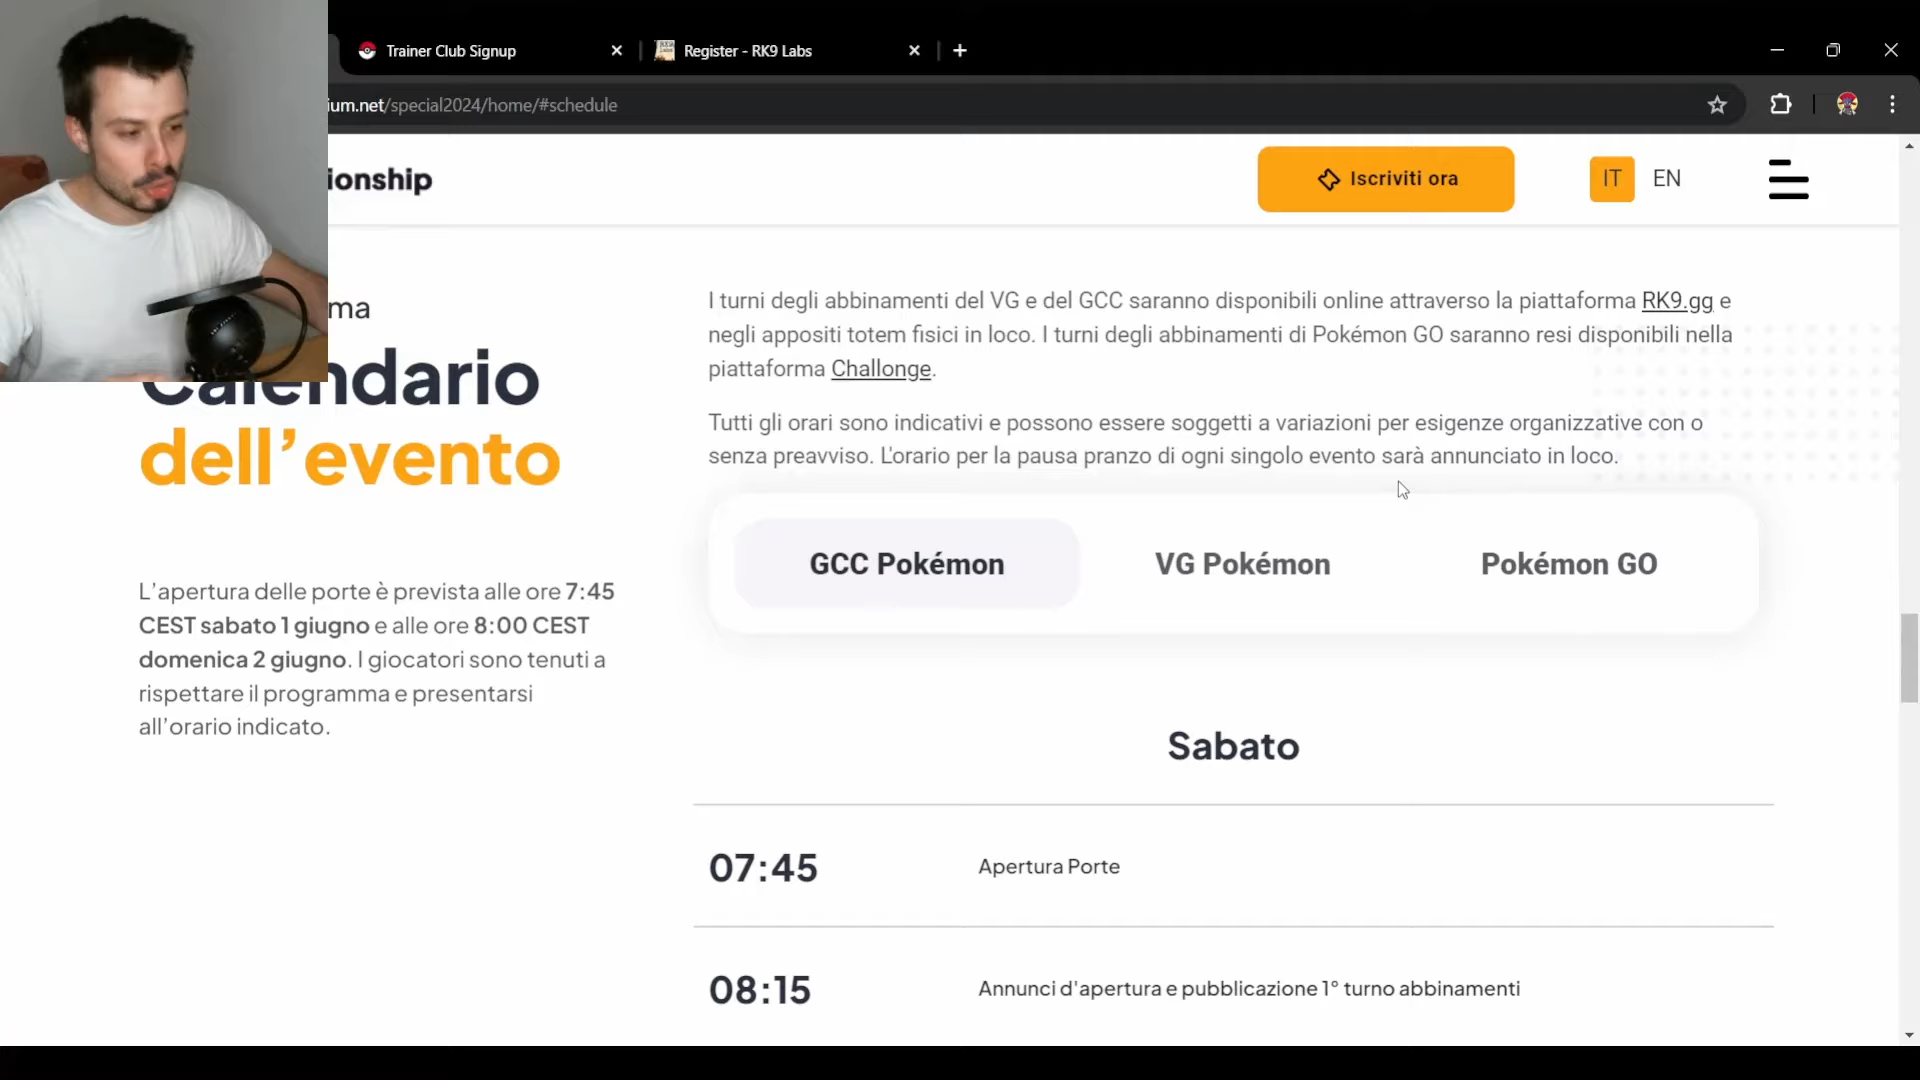 Trainer Club Signup
Register - RK9 Labs
ium.net/special2024/home/#schedule
ionship
Iscriviti ora
IT
EN
ma
Calendario
dell'evento
L'apertura delle porte è prevista alle ore 7:45
CEST sabato 1 giugno e alle ore 8:00 CEST
domenica 2 giugno. I giocatori sono tenuti a
rispettare il programma e presentarsi
all'orario indicato.
I turni degli abbinamenti del VG e del GCC saranno disponibili online attraverso la piattaforma RK9.gg e
negli appositi totem fisici in loco. I turni degli abbinamenti di Pokémon GO saranno resi disponibili nella
piattaforma Challonge.
Tutti gli orari sono indicativi e possono essere soggetti a variazioni per esigenze organizzative con o
senza preavviso. L'orario per la pausa pranzo di ogni singolo evento sarà annunciato in loco.
GCC Pokémon
VG Pokémon
Pokémon GO
Sabato
07:45
Apertura Porte
08:15
Annunci d'apertura e pubblicazione 1° turno abbinamenti